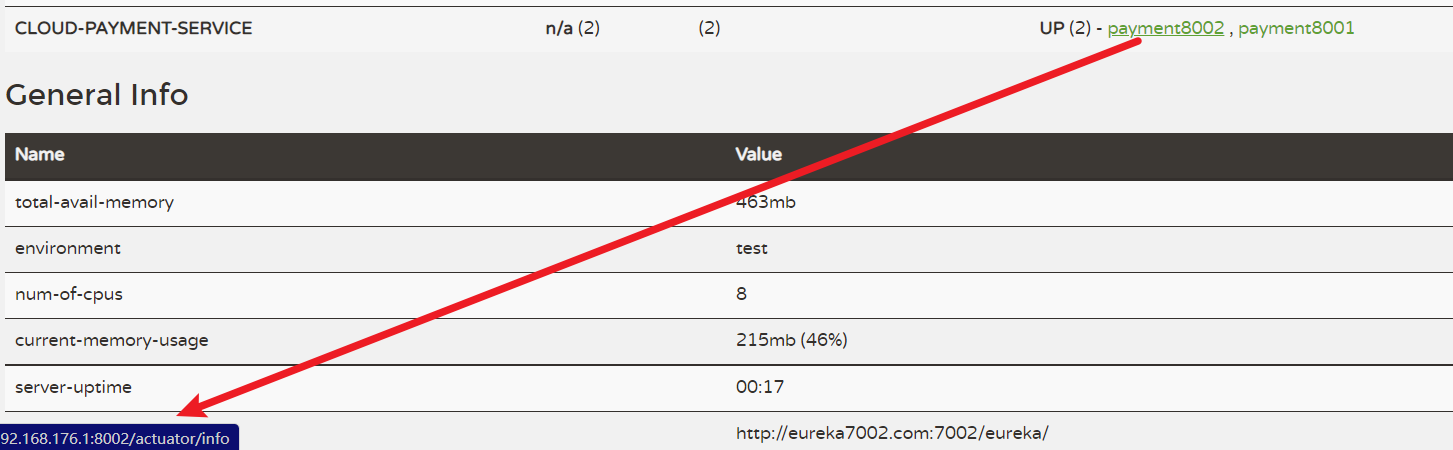 CLOUD-PAYMENT-SERVICE n/a (2) (2) UP (2) - payment8002 , payment8001
General Info
Name Value
total-avail-memory 463mb
environment test
num-of-cpus 8
current-memory-usage 215mb (46%)
server-uptime 00:17
http://eureka7002.com:7002/eureka/
92.168.176.1:8002/actuator/info